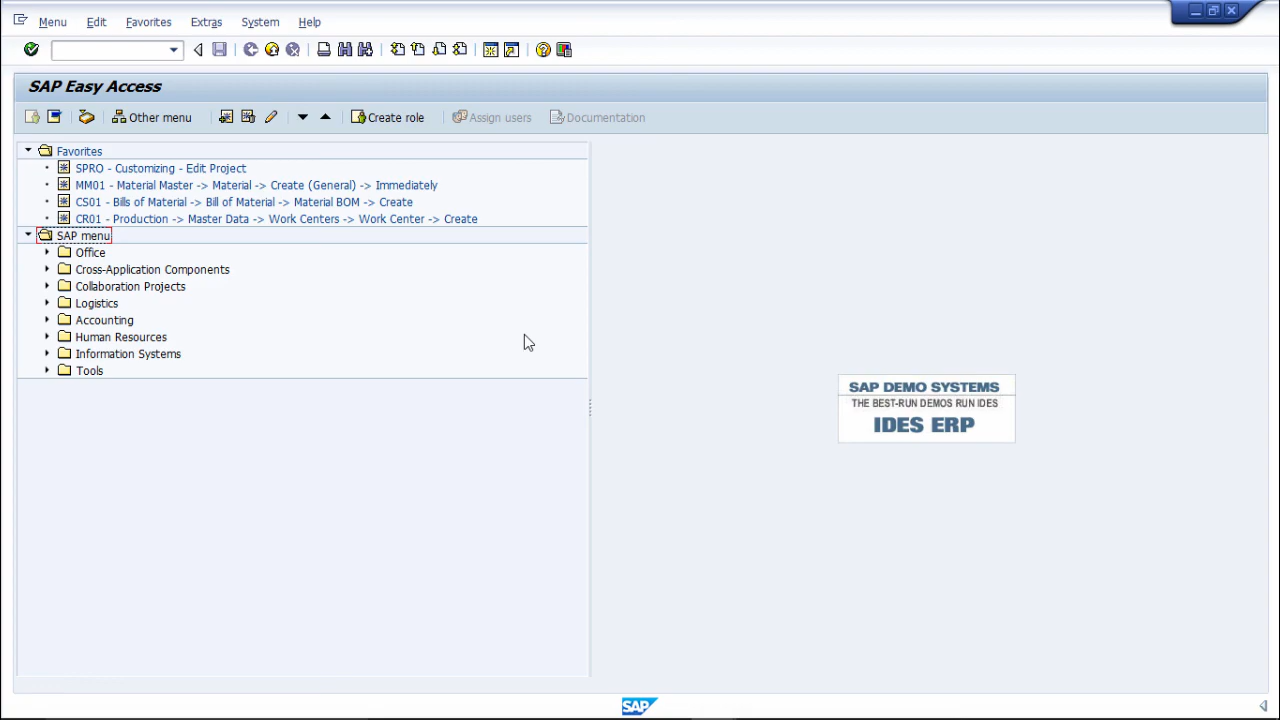 Menu Edit Favorites Extras System Help
SAP Easy Access
Other menu Create role Assign users Documentation
Favorites
SPRO - Customizing - Edit Project
MM01 - Material Master -> Material -> Create (General) -> Immediately
CS01 - Bills of Material -> Bill of Material -> Material BOM -> Create
CR01 - Production -> Master Data -> Work Centers -> Work Center -> Create
SAP menu
Office
Cross-Application Components
Collaboration Projects
Logistics
Accounting
Human Resources
Information Systems
Tools
SAP DEMO SYSTEMS
THE BEST-RUN DEMOS RUN IDES
IDES ERP
SAP